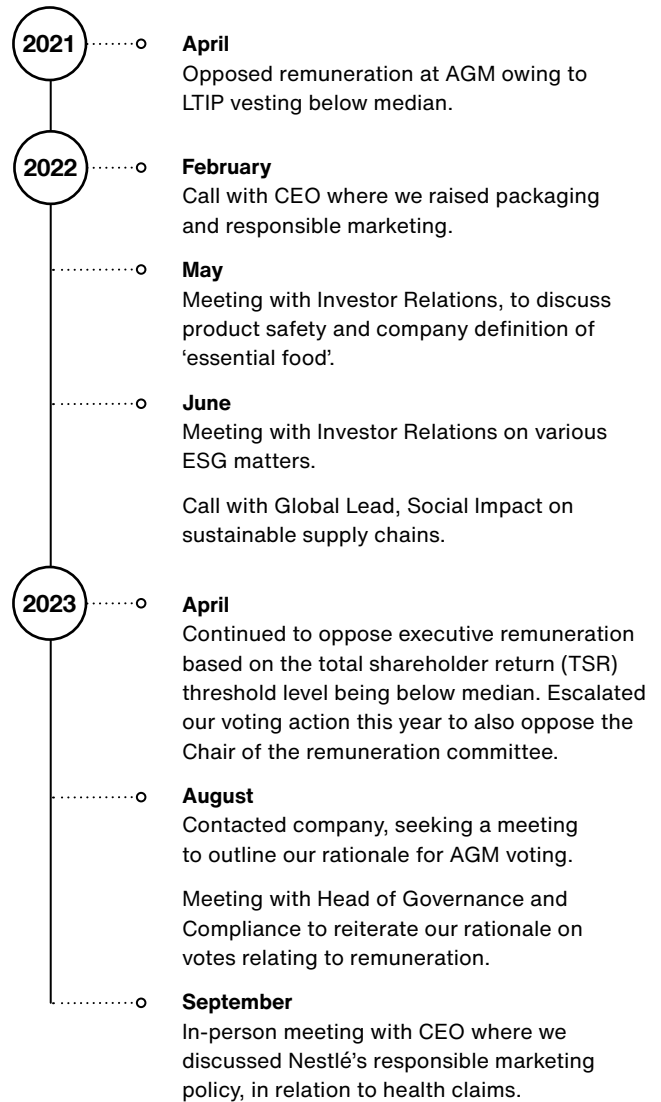 2021
April
Opposed remuneration at AGM owing to
LTIP vesting below median.
2022
February
Call with CEO where we raised packaging
and responsible marketing.
May
Meeting with Investor Relations, to discuss
product safety and company definition of
‘essential food’.
June
Meeting with Investor Relations on various
ESG matters.
Call with Global Lead, Social Impact on
sustainable supply chains.
2023
April
Continued to oppose executive remuneration
based on the total shareholder return (TSR)
threshold level being below median. Escalated
our voting action this year to also oppose the
Chair of the remuneration committee.
August
Contacted company, seeking a meeting
to outline our rationale for AGM voting.
Meeting with Head of Governance and
Compliance to reiterate our rationale on
votes relating to remuneration.
September
In-person meeting with CEO where we
discussed Nestlé’s responsible marketing
policy, in relation to health claims.